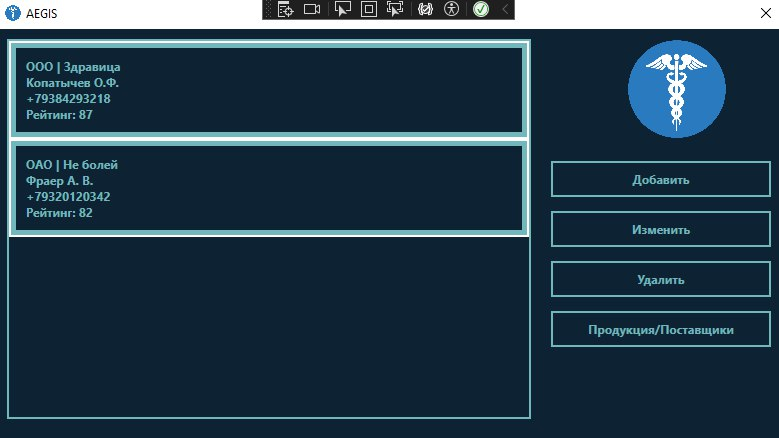 AEGIS
ООО | Здравица
Копатычев О.Ф.
+79384293218
Рейтинг: 87
ОАО | Не болей
Фраер А. В.
+79320120342
Рейтинг: 82
Добавить
Изменить
Удалить
Продукция/Поставщики